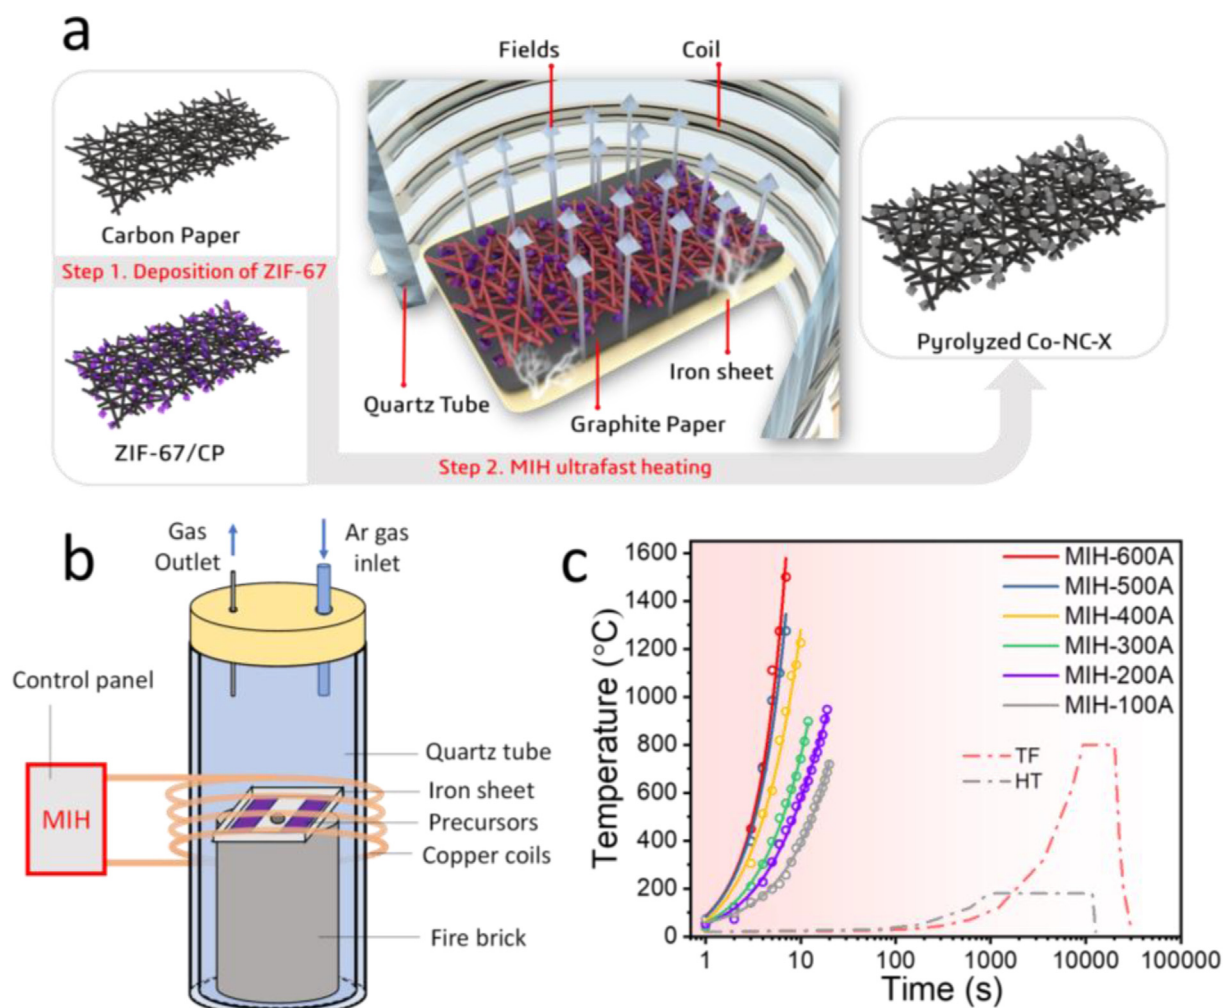 a
Fields
Coil
Carbon Paper
Step 1. Deposition of ZIF-67
ZIF-67/CP
Quartz Tube
Graphite Paper
Iron sheet
Pyrolyzed Co-NC-X
Step 2. MIH ultrafast heating
b
Gas
Outlet
Ar gas
inlet
Control panel
MIH
Quartz tube
Iron sheet
Precursors
Copper coils
Fire brick
c
Temperature (°C)
1600
1400
1200
1000
800
600
400
200
0
MIH-600A
MIH-500A
MIH-400A
MIH-300A
MIH-200A
MIH-100A
TF
HT
1 10 100 1000 10000 100000
Time (s)